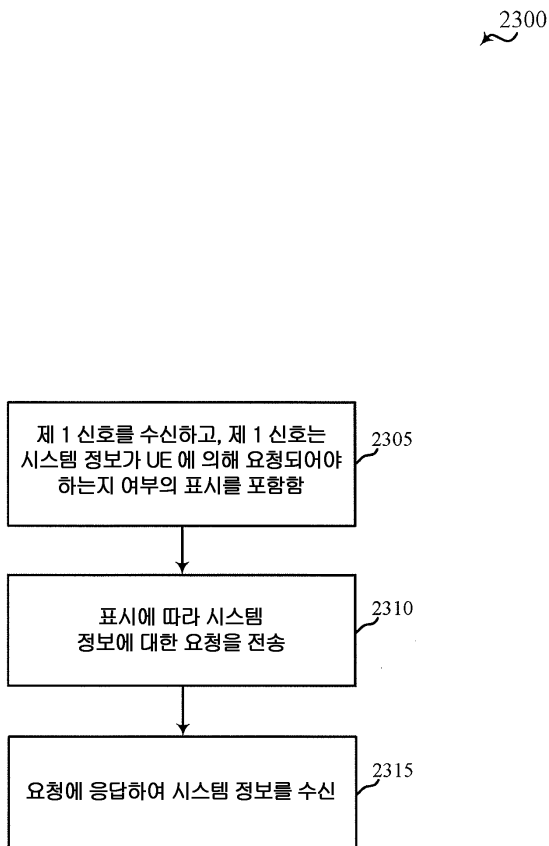 2300
제 1 신호를 수신하고, 제 1 신호는
시스템 정보가 UE 에 의해 요청되어야
하는지 여부의 표시를 포함함
2305
표시에 따라 시스템
정보에 대한 요청을 전송
2310
요청에 응답하여 시스템 정보를 수신
2315